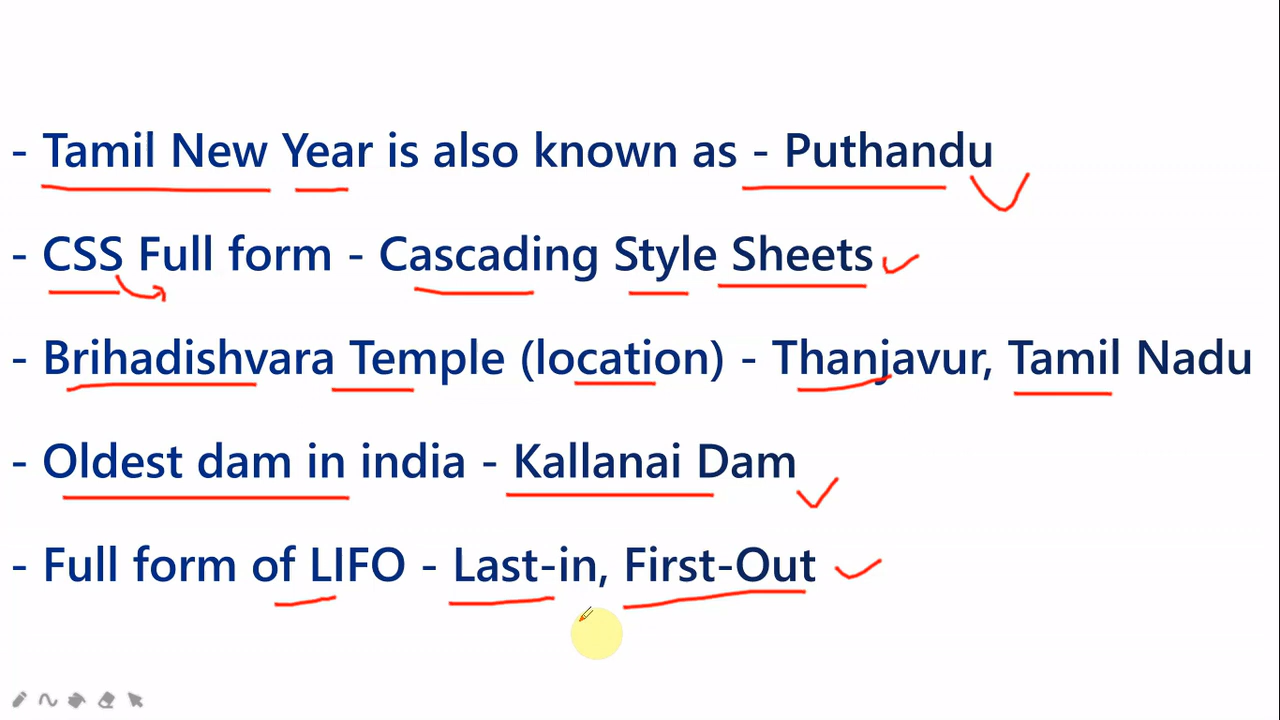 - Tamil New Year is also known as - Puthandu
- CSS Full form - Cascading Style Sheets
- Brihadishvara Temple (location) - Thanjavur, Tamil Nadu
- Oldest dam in india - Kallanai Dam
- Full form of LIFO - Last-in, First-Out